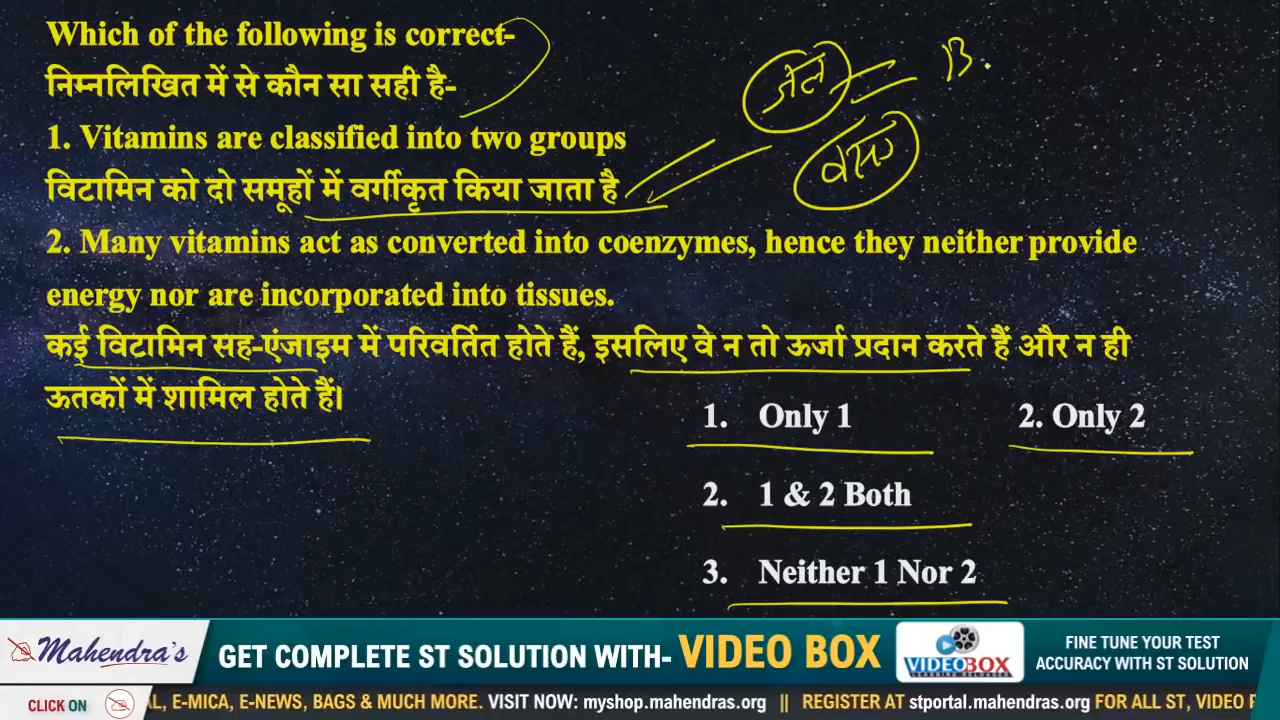 Which of the following is correct-
निम्नलिखित में से कौन सा सही है-
1. Vitamins are classified into two groups
विटामिन को दो समूहों में वर्गीकृत किया जाता है
जल
B.
वसा
2. Many vitamins act as converted into coenzymes, hence they neither provide
energy nor are incorporated into tissues.
कई विटामिन सह-एंजाइम में परिवर्तित होते हैं, इसलिए वे न तो ऊर्जा प्रदान करते हैं और न ही
ऊतकों में शामिल होते हैं।
1. Only 1 2. Only 2
2. 1 & 2 Both
3. Neither 1 Nor 2
Mahendra's
GET COMPLETE ST SOLUTION WITH- VIDEO BOX
VIDEOBOX
LEARNING RELOADED
FINE TUNE YOUR TEST
ACCURACY WITH ST SOLUTION
CLICK ON
L, E-MICA, E-NEWS, BAGS & MUCH MORE. VISIT NOW: myshop.mahendras.org || REGISTER AT stportal.mahendras.org FOR ALL ST, VIDEO